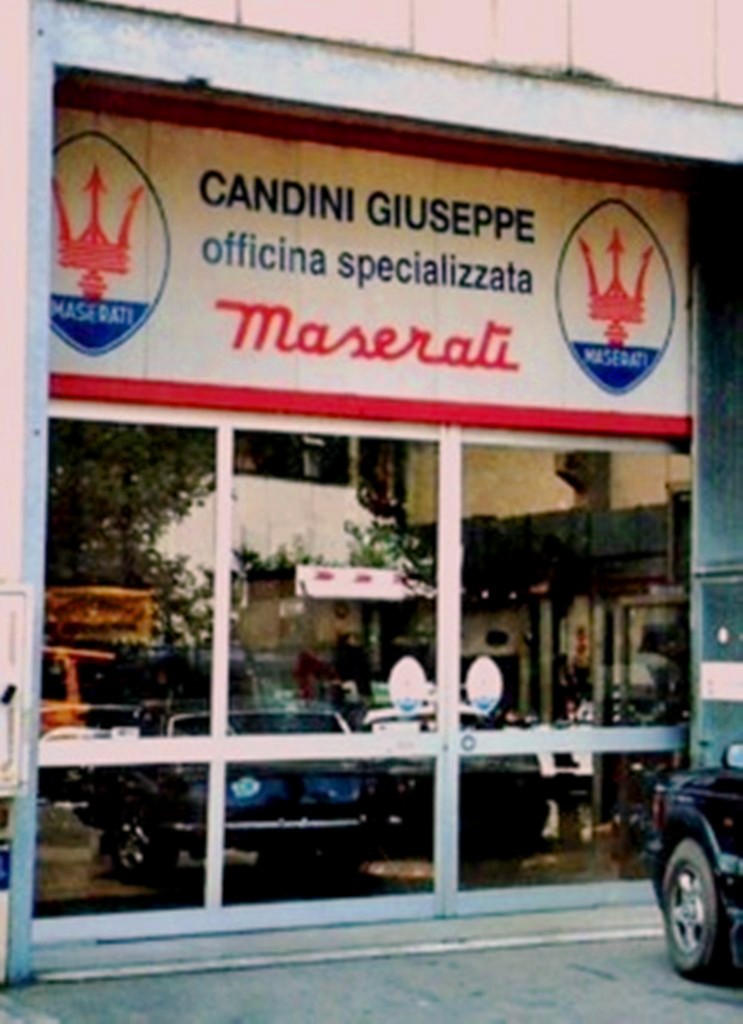 CANDINI GIUSEPPE
officina specializzata
Maserati
MASERATI
MASERATI